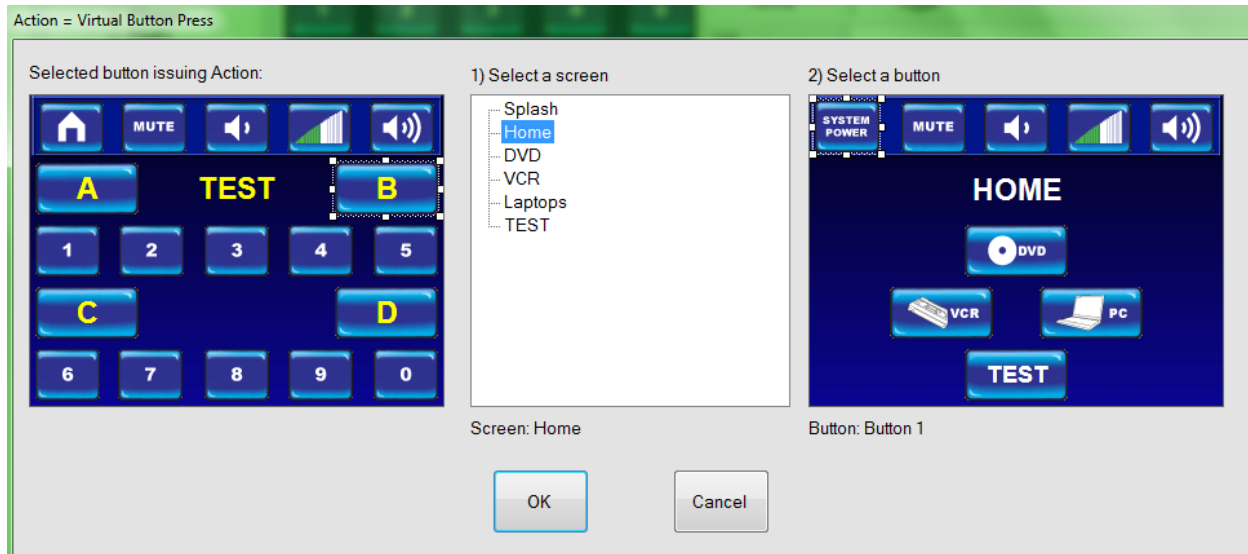 Action = Virtual Button Press
Selected button issuing Action:
MUTE
A TEST B
1 2 3 4 5
C D
6 7 8 9 0
1) Select a screen
Splash
Home
DVD
VCR
Laptops
TEST
Screen: Home
2) Select a button
SYSTEM
POWER
MUTE
HOME
DVD
VCR PC
TEST
Button: Button 1
OK Cancel